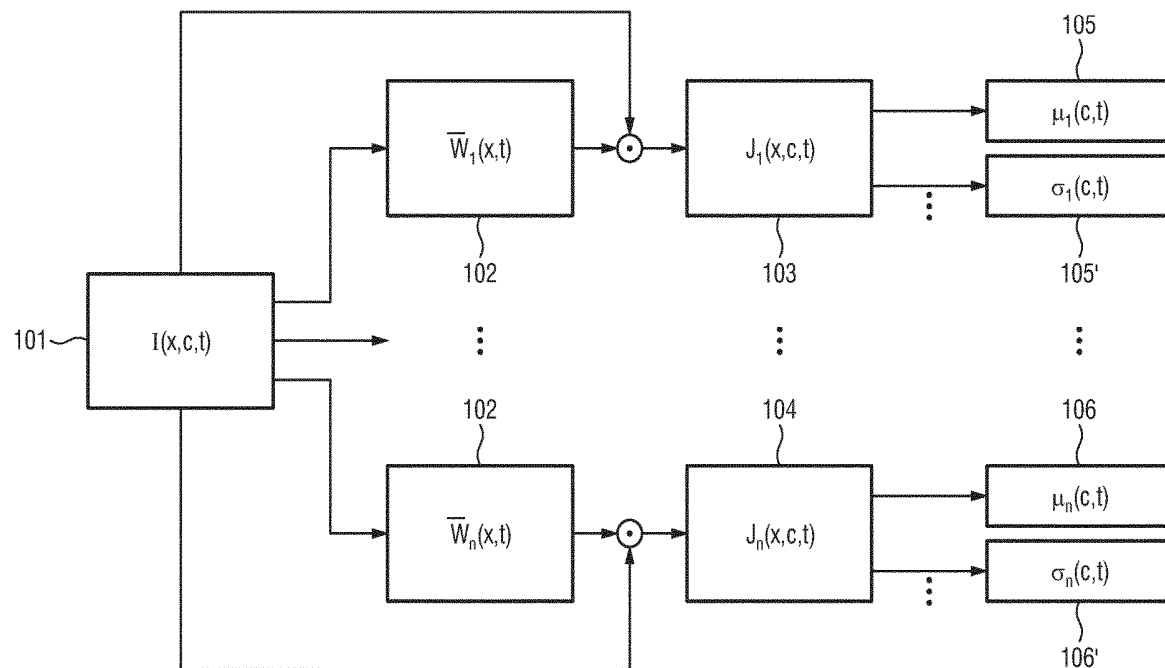 105
W̅₁(x,t)
J₁(x,c,t)
μ₁(c,t)
σ₁(c,t)
102
103
105'
101
I(x,c,t)
102
104
106
W̅ₙ(x,t)
Jₙ(x,c,t)
μₙ(c,t)
σₙ(c,t)
106'